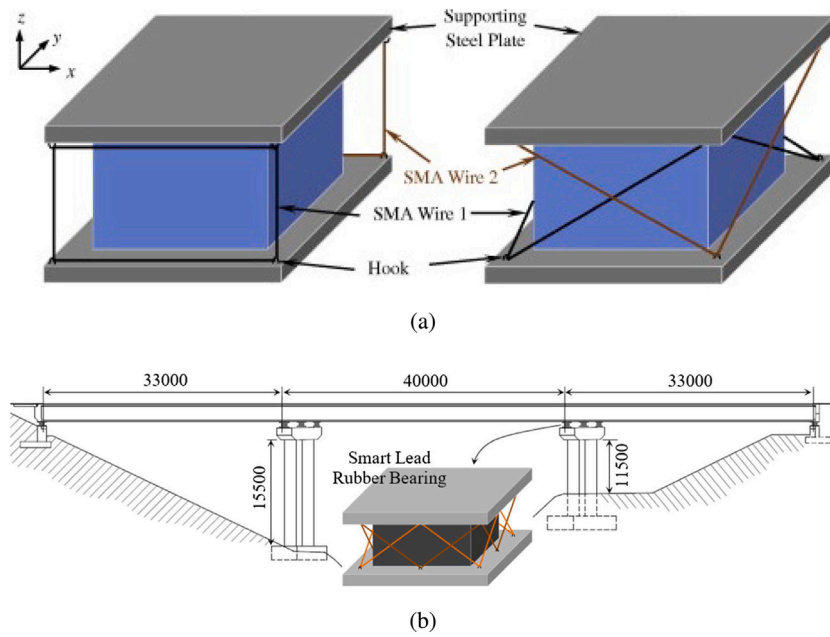 z
y
x
Supporting
Steel Plate
SMA Wire 2
SMA Wire 1
Hook
(a)
33000
40000
33000
15500
Smart Lead
Rubber Bearing
11500
(b)